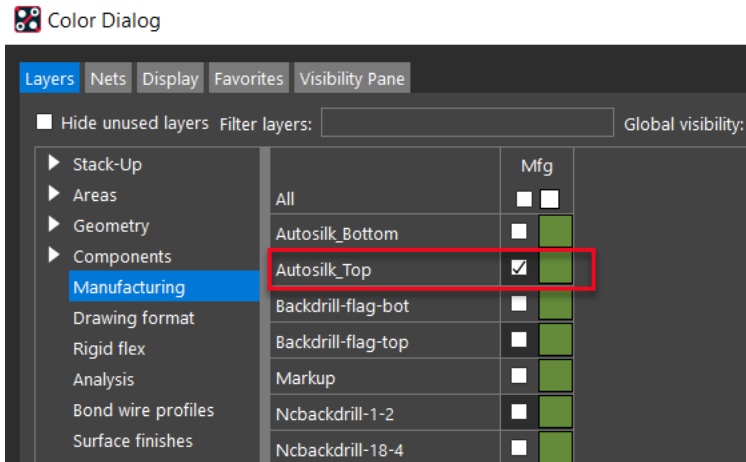 Color Dialog
Layers Nets Display Favorites Visibility Pane
Hide unused layers Filter layers: Global visibility:
Stack-Up
Areas
Geometry
Components
Manufacturing
Drawing format
Rigid flex
Analysis
Bond wire profiles
Surface finishes
Mfg
All
Autosilk_Bottom
Autosilk_Top
Backdrill-flag-bot
Backdrill-flag-top
Markup
Ncbackdrill-1-2
Ncbackdrill-18-4